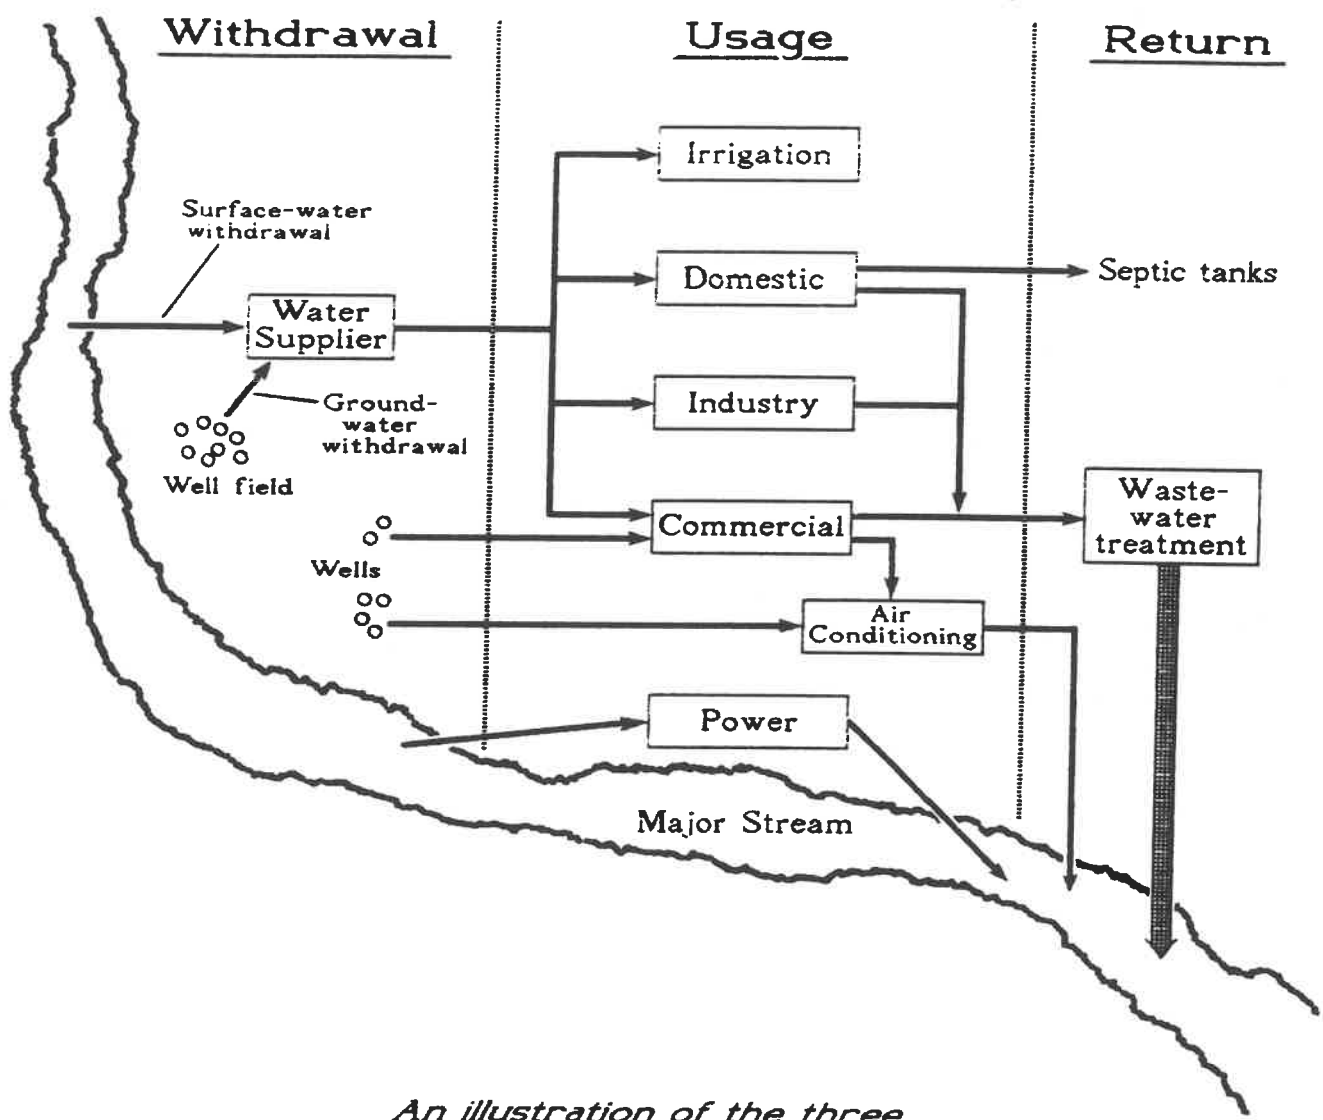 Withdrawal
Usage
Return
Irrigation
Surface-water
withdrawal
Domestic
Septic tanks
Water
Supplier
Ground-
water
withdrawal
Industry
Well field
Commercial
Waste-
water
treatment
Wells
Air
Conditioning
Power
Major Stream
An illustration of the three